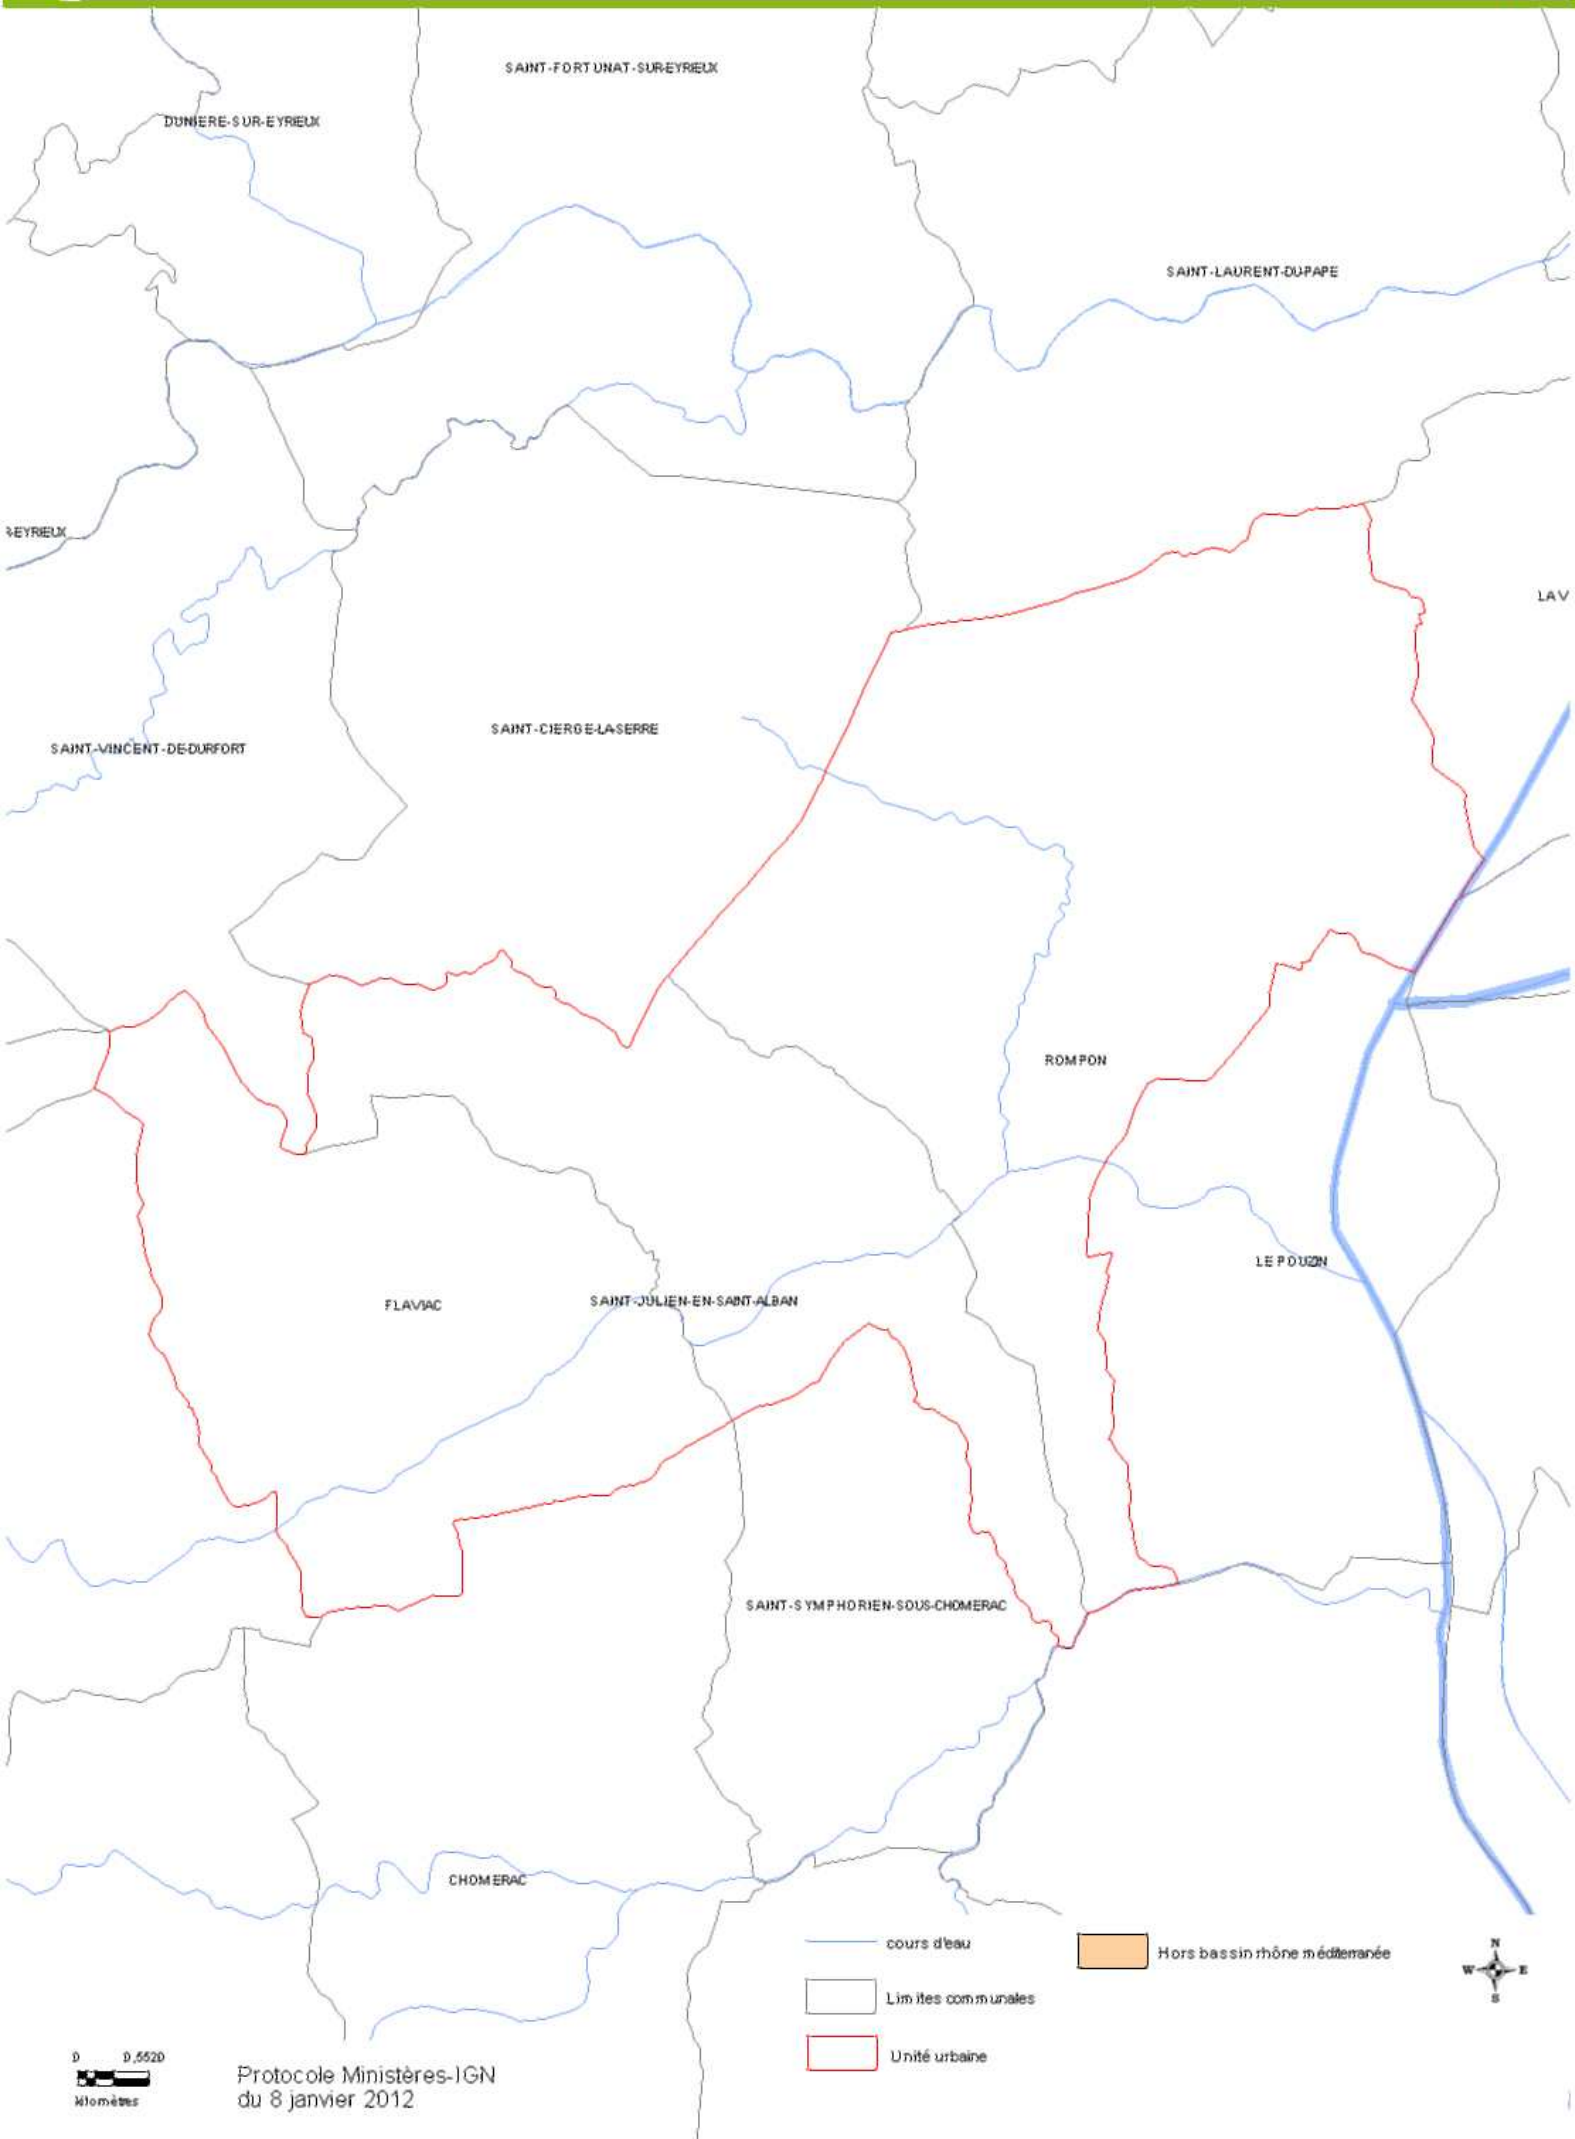 SAINT-FORTUNAT-SUR-EYRIEUX
DUNIERE-SUR-EYRIEUX
SAINT-LAURENT-DU-PAPE
R-EYRIEUX
LA V
SAINT-CIERGE-LA-SERRE
SAINT-VINCENT-DE-DURFORT
ROMPON
LE POUZIN
FLAVIAC
SAINT-JULIEN-EN-SAINT-ALBAN
SAINT-SYMPHORIEN-SOUS-CHOMERAC
CHOMERAC
cours d'eau
Hors bassin rhône méditerranée
Limites communales
Unité urbaine
N
W E
S
0 0,5520
kilomètres
Protocole Ministères-IGN
du 8 janvier 2012